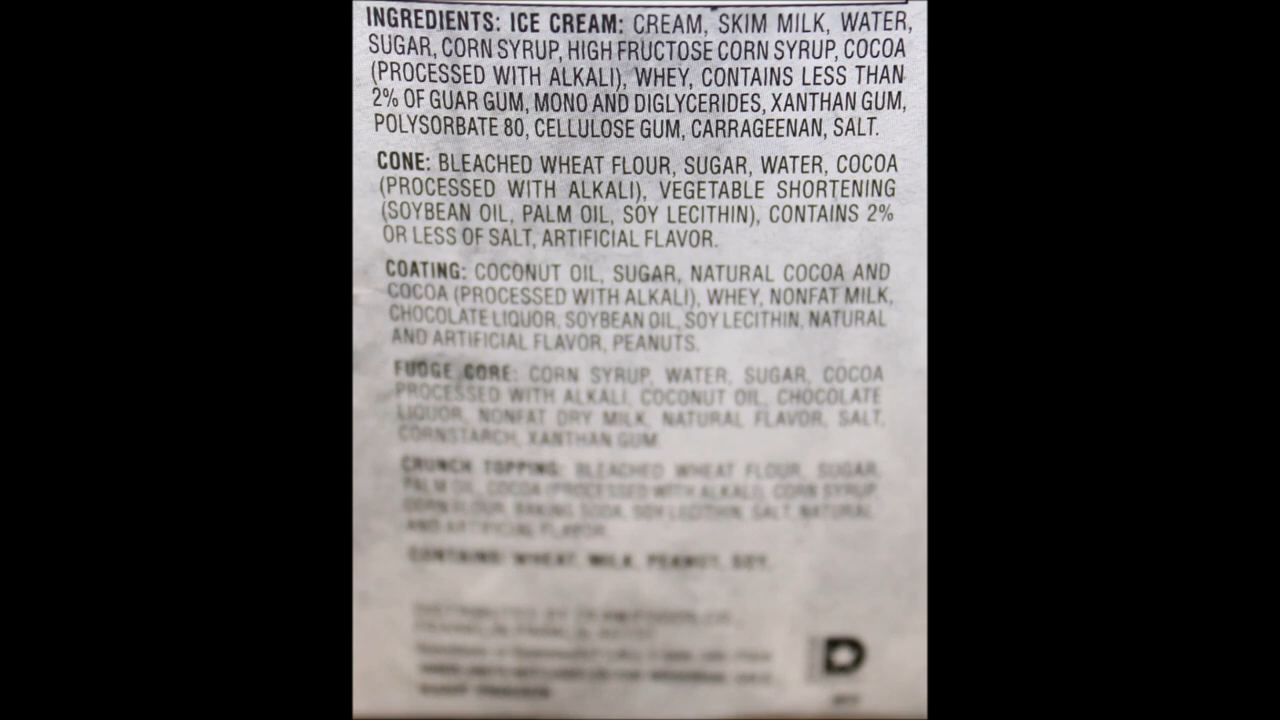 INGREDIENTS: ICE CREAM: CREAM, SKIM MILK, WATER,
SUGAR, CORN SYRUP, HIGH FRUCTOSE CORN SYRUP, COCOA
(PROCESSED WITH ALKALI), WHEY, CONTAINS LESS THAN
2% OF GUAR GUM, MONO AND DIGLYCERIDES, XANTHAN GUM,
POLYSORBATE 80, CELLULOSE GUM, CARRAGEENAN, SALT.
CONE: BLEACHED WHEAT FLOUR, SUGAR, WATER, COCOA
(PROCESSED WITH ALKALI), VEGETABLE SHORTENING
(SOYBEAN OIL, PALM OIL, SOY LECITHIN), CONTAINS 2%
OR LESS OF SALT, ARTIFICIAL FLAVOR.
COATING: COCONUT OIL, SUGAR, NATURAL COCOA AND
COCOA (PROCESSED WITH ALKALI), WHEY, NONFAT MILK,
CHOCOLATE LIQUOR, SOYBEAN OIL, SOY LECITHIN, NATURAL
AND ARTIFICIAL FLAVOR, PEANUTS.
FUDGE CORE: CORN SYRUP, WATER, SUGAR, COCOA
PROCESSED WITH ALKALI, COCONUT OIL, CHOCOLATE
LIQUOR, NONFAT DRY MILK, NATURAL FLAVOR, SALT,
CORNSTARCH, XANTHAN GUM.
CRUNCH TOPPING: BLEACHED WHEAT FLOUR, SUGAR,
PALM OIL, COCOA (PROCESSED WITH ALKALI), CORN SYRUP,
CORN FLOUR, BAKING SODA, SOY LECITHIN, SALT, NATURAL
AND ARTIFICIAL FLAVOR.
CONTAINS: WHEAT, MILK, PEANUT, SOY.
D